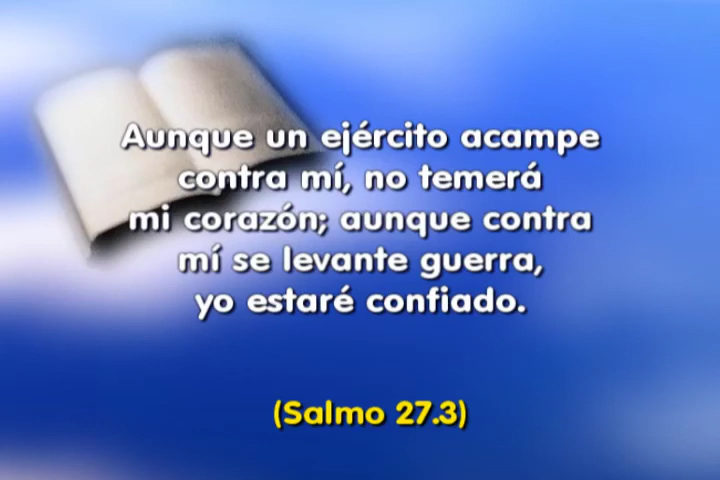 Aunque un ejército acampe
contra mí, no temerá
mi corazón; aunque contra
mí se levante guerra,
yo estaré confiado.
(Salmo 27.3)